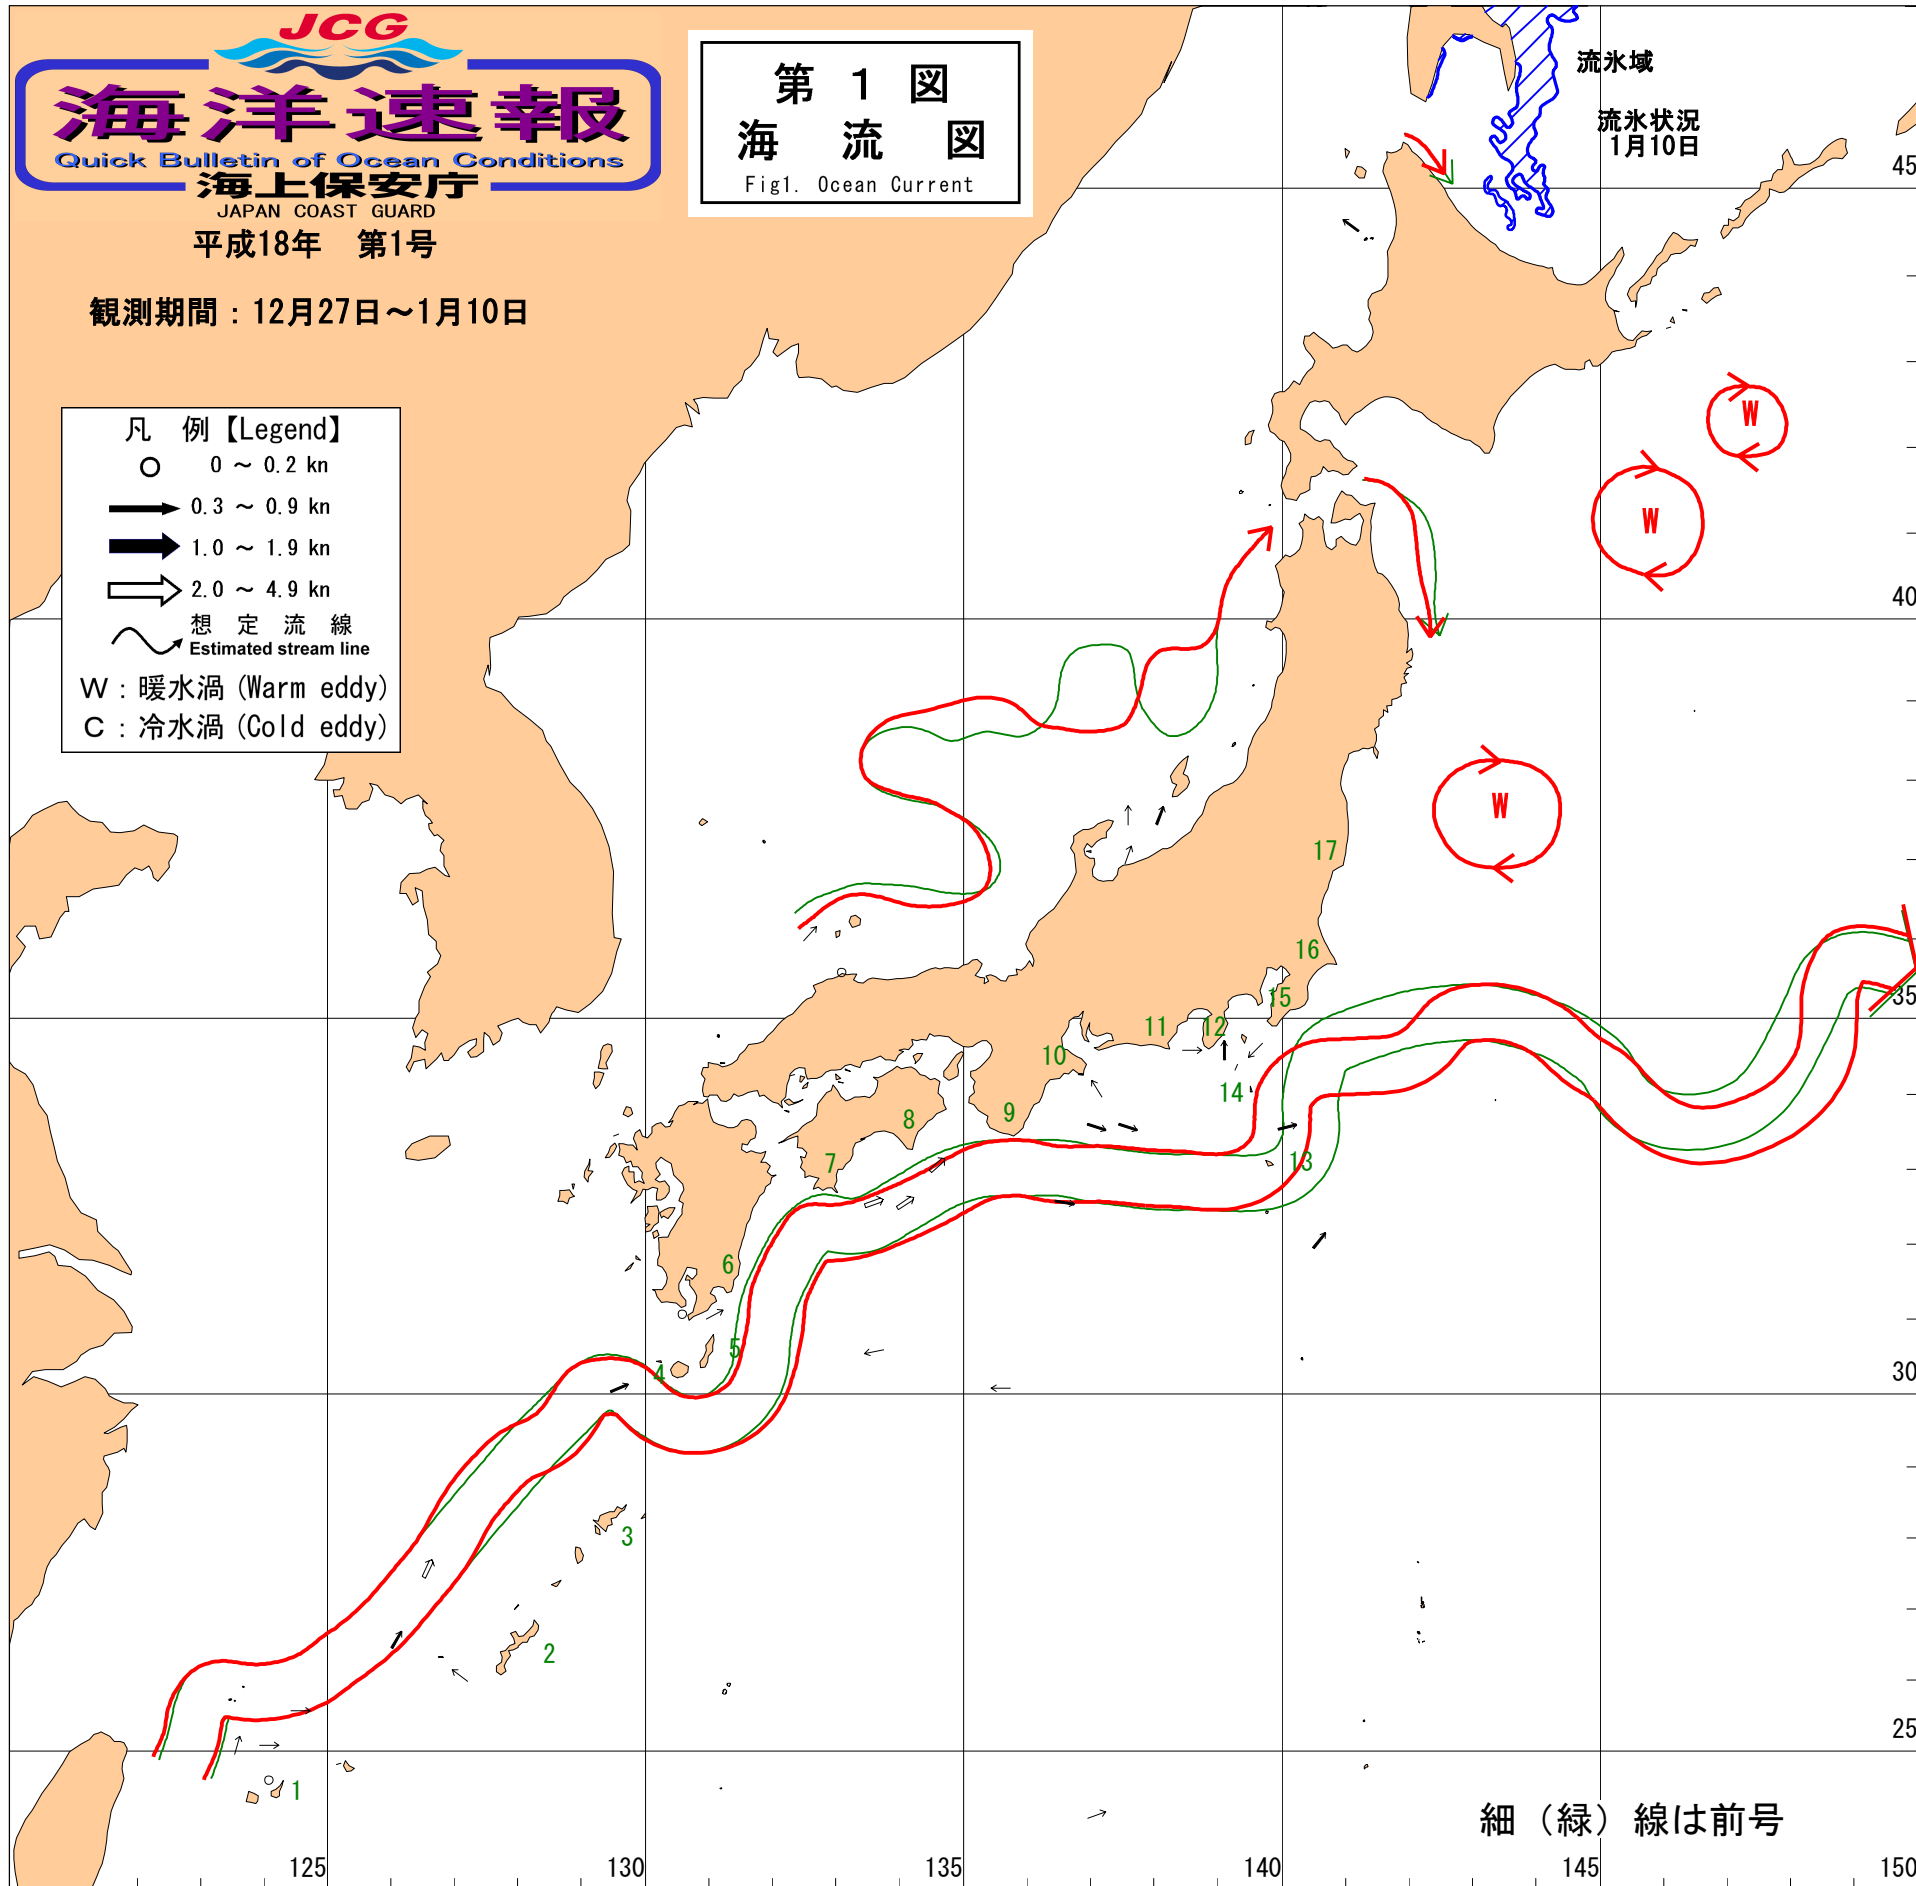 JCG
海洋速報
Quick Bulletin of Ocean Conditions
海上保安庁
JAPAN COAST GUARD
平成18年 第1号
観測期間：12月27日～1月10日
第 1 図
海 流 図
Fig1. Ocean Current
流氷域
流氷状況
1月10日
凡 例【Legend】
0 ～ 0.2 kn
0.3 ～ 0.9 kn
1.0 ～ 1.9 kn
2.0 ～ 4.9 kn
想 定 流 線
Estimated stream line
W：暖水渦 (Warm eddy)
C：冷水渦 (Cold eddy)
45
W
W
40
W
17
16
35
15
12
11
10
14
9
8
13
7
6
5
4
30
3
2
25
1
細（緑）線は前号
125
130
135
140
145
150